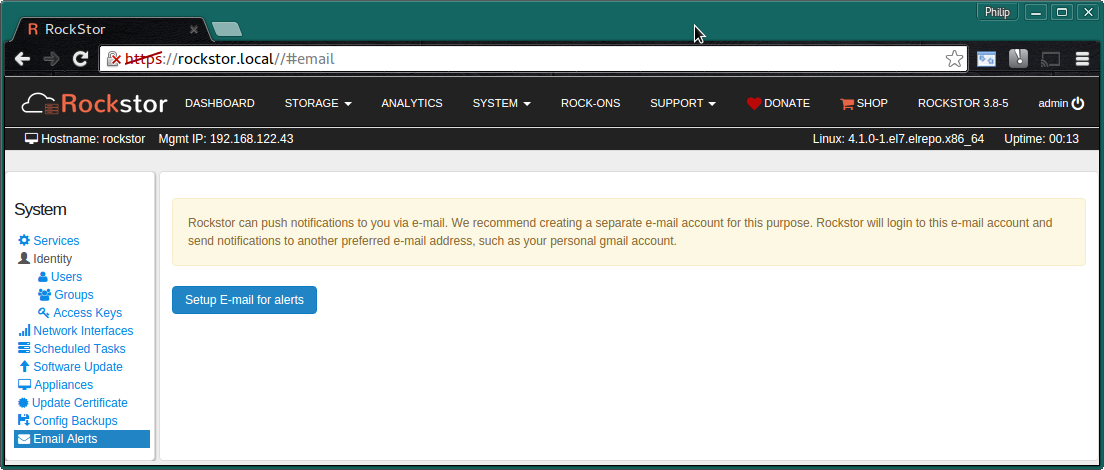 Philip
R RockStor
https://rockstor.local//#email
Rockstor DASHBOARD STORAGE ANALYTICS SYSTEM ROCK-ONS SUPPORT DONATE SHOP ROCKSTOR 3.8-5 admin
Hostname: rockstor Mgmt IP: 192.168.122.43 Linux: 4.1.0-1.el7.elrepo.x86_64 Uptime: 00:13
System
Services
Identity
Users
Groups
Access Keys
Network Interfaces
Scheduled Tasks
Software Update
Appliances
Update Certificate
Config Backups
Email Alerts
Rockstor can push notifications to you via e-mail. We recommend creating a separate e-mail account for this purpose. Rockstor will login to this e-mail account and
send notifications to another preferred e-mail address, such as your personal gmail account.
Setup E-mail for alerts